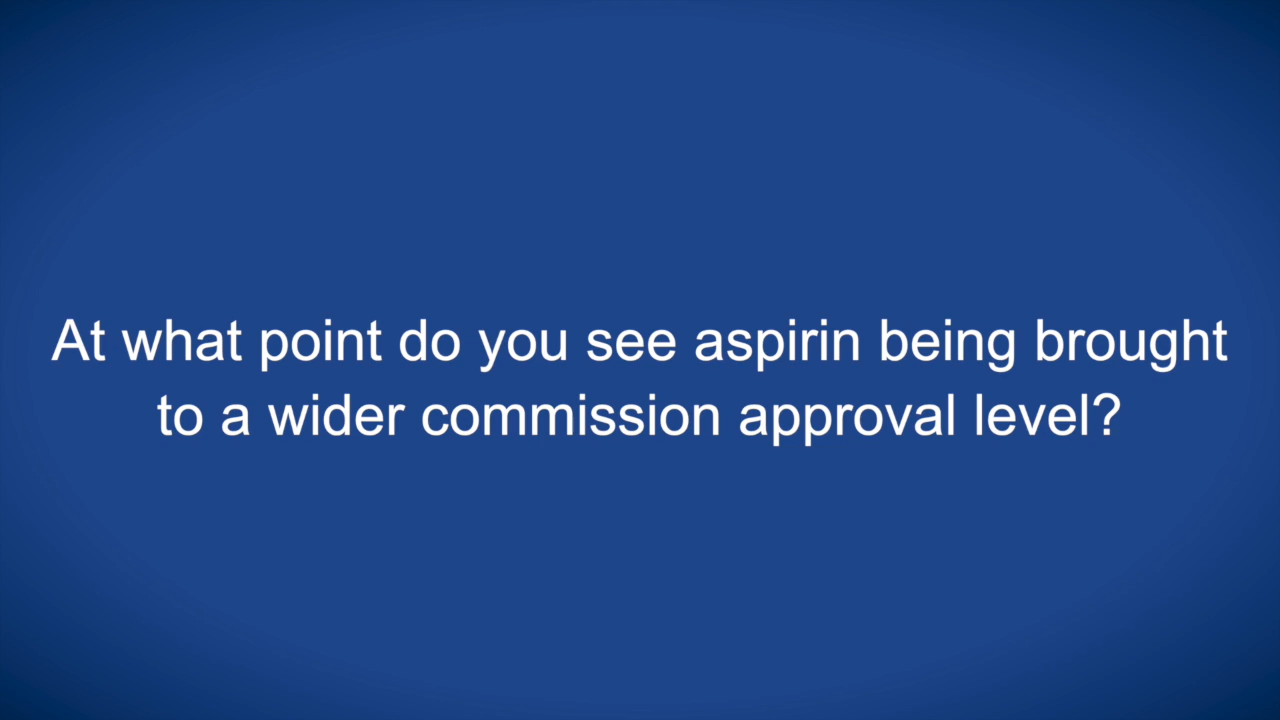 At what point do you see aspirin being brought
to a wider commission approval level?